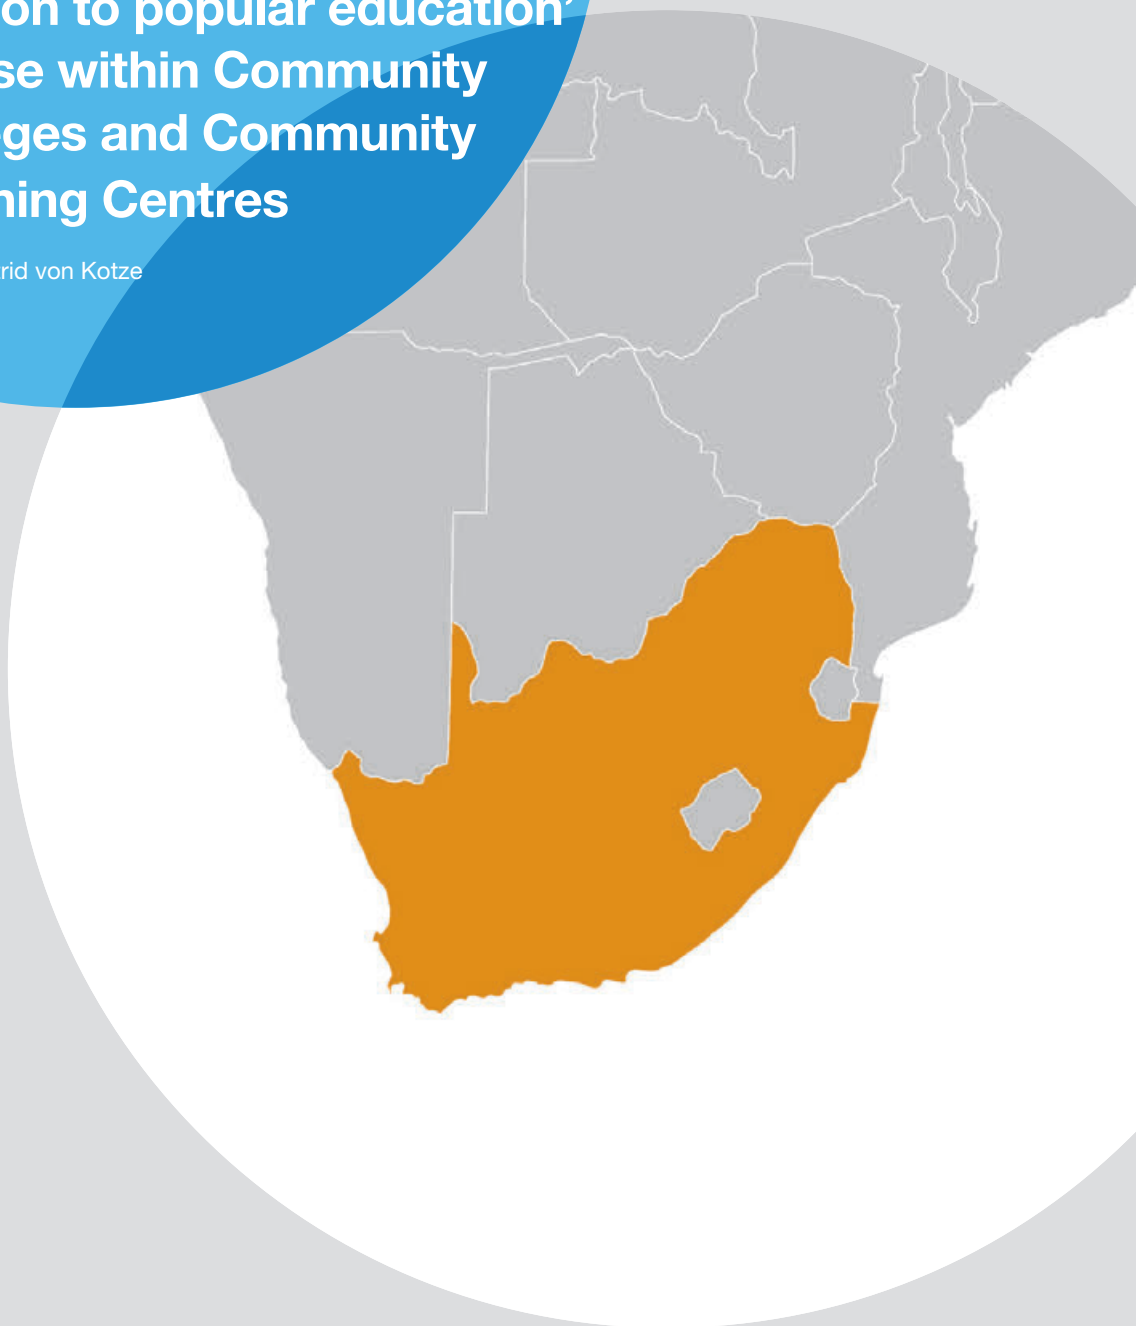 on to popular education’
se within Community
ges and Community
ning Centres
rid von Kotze